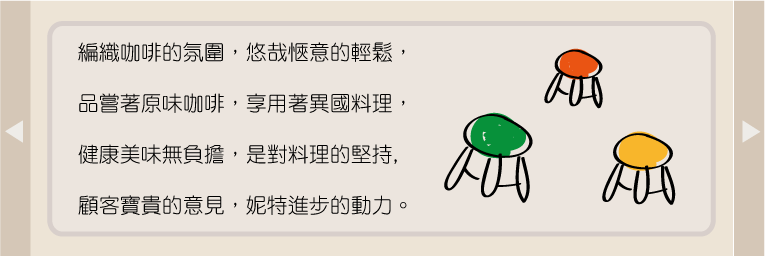 編織咖啡的氛圍，悠哉愜意的輕鬆，
品嘗著原味咖啡，享用著異國料理，
健康美味無負擔，是對料理的堅持,
顧客寶貴的意見，妮特進步的動力。